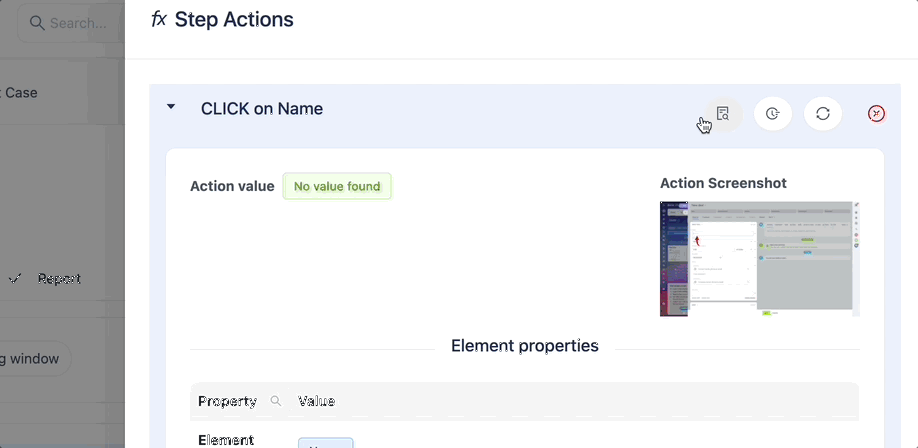 Search...
fx Step Actions
Case
CLICK on Name
Action value
No value found
Action Screenshot
Report
Element properties
window
Property
Value
Element